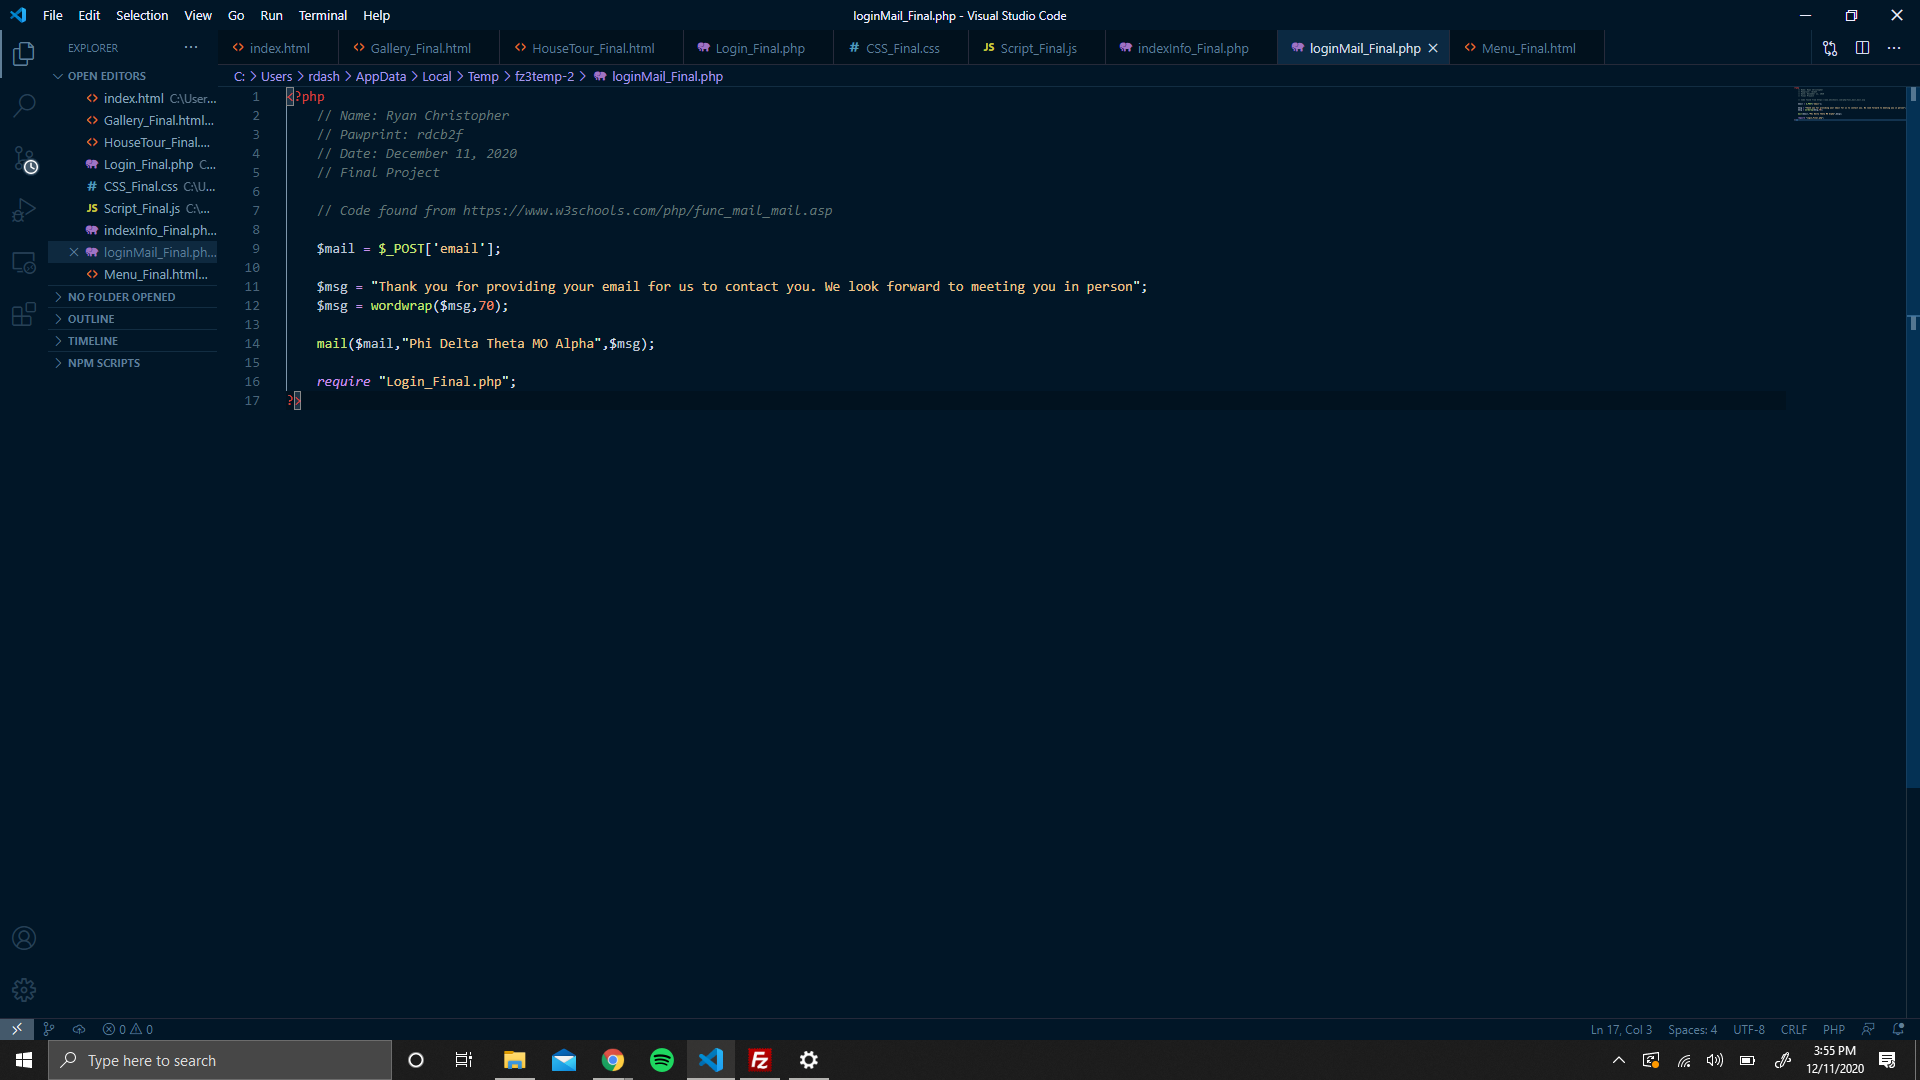 File Edit Selection View Go Run Terminal Help
loginMail_Final.php - Visual Studio Code
EXPLORER
index.html Gallery_Final.html HouseTour_Final.html Login_Final.php CSS_Final.css Script_Final.js indexInfo_Final.php loginMail_Final.php Menu_Final.html
C: > Users > rdash > AppData > Local > Temp > fz3temp-2 > loginMail_Final.php
OPEN EDITORS
index.html C:\User...
Gallery_Final.html...
HouseTour_Final....
Login_Final.php C...
CSS_Final.css C:\U...
Script_Final.js C:\...
indexInfo_Final.ph...
loginMail_Final.ph...
Menu_Final.html...
NO FOLDER OPENED
OUTLINE
TIMELINE
NPM SCRIPTS
1 <?php
2 // Name: Ryan Christopher
3 // Pawprint: rdcb2f
4 // Date: December 11, 2020
5 // Final Project
6
7 // Code found from https://www.w3schools.com/php/func_mail_mail.asp
8
9 $mail = $_POST['email'];
10
11 $msg = "Thank you for providing your email for us to contact you. We look forward to meeting you in person";
12 $msg = wordwrap($msg,70);
13
14 mail($mail,"Phi Delta Theta MO Alpha",$msg);
15
16 require "Login_Final.php";
17 ?>
0 0
Ln 17, Col 3 Spaces: 4 UTF-8 CRLF PHP
Type here to search
3:55 PM
12/11/2020